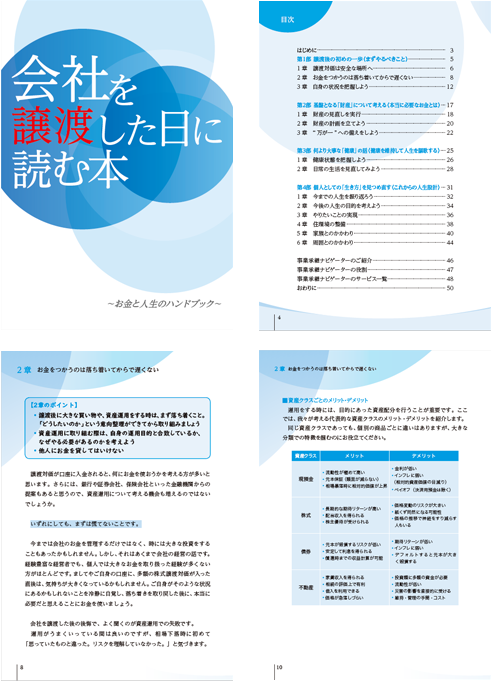 会社を
譲渡した日に
読む本
～お金と人生のハンドブック～
目次
はじめに 3
第1部 譲渡後の初めの一歩（まずやるべきこと） 5
1章 譲渡対価は安全な場所へ 6
2章 お金をつかうのは落ち着いてからで遅くない 8
3章 自身の状況を把握しよう 12
第2部 基盤となる「財産」について考える（本当に必要なお金とは） 17
1章 財産の見直しを実行 18
2章 財産の計画を立てよう 20
3章 “万が一”への備えをしよう 22
第3部 何より大事な「健康」の話（健康を維持して人生を謳歌する） 25
1章 健康状態を把握しよう 26
2章 日常の生活を見直してみよう 28
第4部 個人としての「生き方」を見つめ直す（これからの人生設計） 31
1章 今までの人生を振り返ろう 32
2章 今後の人生の目的を考えよう 34
3章 やりたいことの実現 36
4章 住環境の整備 38
5章 家族とのかかわり 40
6章 周囲とのかかわり 44
事業承継ナビゲーターのご紹介 46
事業承継ナビゲーターの役割 47
事業承継ナビゲーターのサービス一覧 48
おわりに 50
4
2章 お金をつかうのは落ち着いてからで遅くない
【2章のポイント】
・譲渡後に大きな買い物や、資産運用をする時は、まず落ち着くこと。
「どうしたいのか」という意向整理ができてから取り組みましょう
・資産運用に取り組む際は、自身の運用目的と合致しているか、
なぜやる必要があるのかを考えよう
・他人にお金を貸してはいけない
譲渡対価が口座に入金されると、何にお金を使おうかを考える方が多いと
思います。さらには、銀行や証券会社、保険会社といった金融機関からの
提案もあると思うので、資産運用について考える機会も増えるのではない
でしょうか。
いずれにしても、まずは慌てないことです。
今までは会社のお金を管理するだけではなく、時には大きな投資をする
こともあったかもしれません。しかし、それはあくまで会社の経営の話です。
経験豊富な経営者でも、個人では大きなお金を取り扱った経験が多くない
方がほとんどです。ましてやご自身の口座に、多額の株式譲渡対価が入った
直後は、気持ちが大きくなっているかもしれません。ご自身がそのような状況
にあるかもしれないことを冷静に自覚し、落ち着きを取り戻した後に、本当に
必要だと思えることにお金を使いましょう。
会社を譲渡した後の後悔で、よく聞くのが資産運用での失敗です。
運用がうまくいっている間は良いのですが、相場下落時に初めて
「思っていたものと違った。リスクを理解していなかった。」と気づきます。
8
2章 お金をつかうのは落ち着いてからで遅くない
■資産クラスごとのメリット・デメリット
運用をする時には、目的にあった資産配分を行うことが重要です。ここ
では、我々が考える代表的な資産クラスのメリット・デメリットを紹介します。
同じ資産クラスであっても、個別の商品ごとに違いはありますが、大きな
分類での特徴を掴むのにお役立てください。
資産クラス メリット デメリット
現預金
・流動性が極めて高い
・元本保証（額面が減らない）
・相場暴落時に相対的価値が上昇
・金利が低い
・インフレに弱い
（相対的資産価値の目減り）
・ペイオフ（決済用預金は除く）
株式
・長期的な期待リターンが高い
・配当収入を得られる
・株主優待が受けられる
・価格変動のリスクが大きい
・紙くず同然になる可能性
・価格の推移で神経をすり減らす
人もいる
債券
・元本が毀損するリスクが低い
・安定して利息を得られる
・償還時までの収益計算が可能
・期待リターンが低い
・インフレに弱い
・デフォルトすると元本が大き
く毀損する
不動産
・家賃収入を得られる
・相続の評価上で有利
・借入を利用できる
・価格が急落しづらい
・投資額に多額の資金が必要
・流動性が低い
・災害の影響を直接的に受ける
・維持・管理の手間・コスト
10